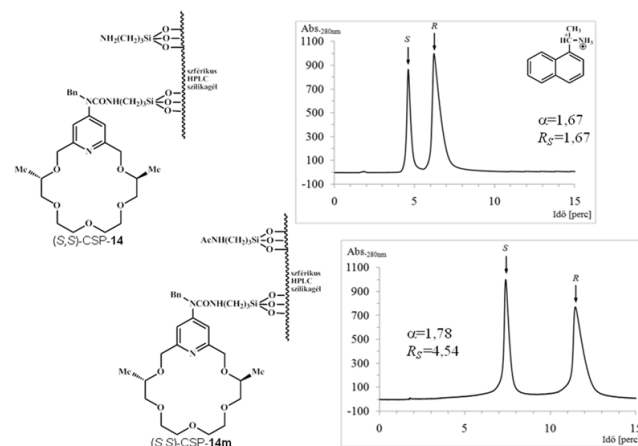 NH₂(CH₂)₃Si
O
O
O
szférikus
HPLC
szilikagél
Bn
NCONH(CH₂)₃Si
O
O
O
N
Me
Me
O
O
O
O
O
(S,S)-CSP-14
Abs.280nm
1100
900
700
500
300
100
-100
0
5
10
15
Idő [perc]
S
R
CH₃
CH-NH₃
⊕
α=1,67
RS=1,67
AcNH(CH₂)₃Si
O
O
O
szférikus
HPLC
szilikagél
Bn
NCONH(CH₂)₃Si
O
O
O
N
Me
Me
O
O
O
O
O
(S,S)-CSP-14m
Abs.280nm
1100
900
700
500
300
100
-100
0
5
10
15
Idő [perc]
S
R
α=1,78
RS=4,54